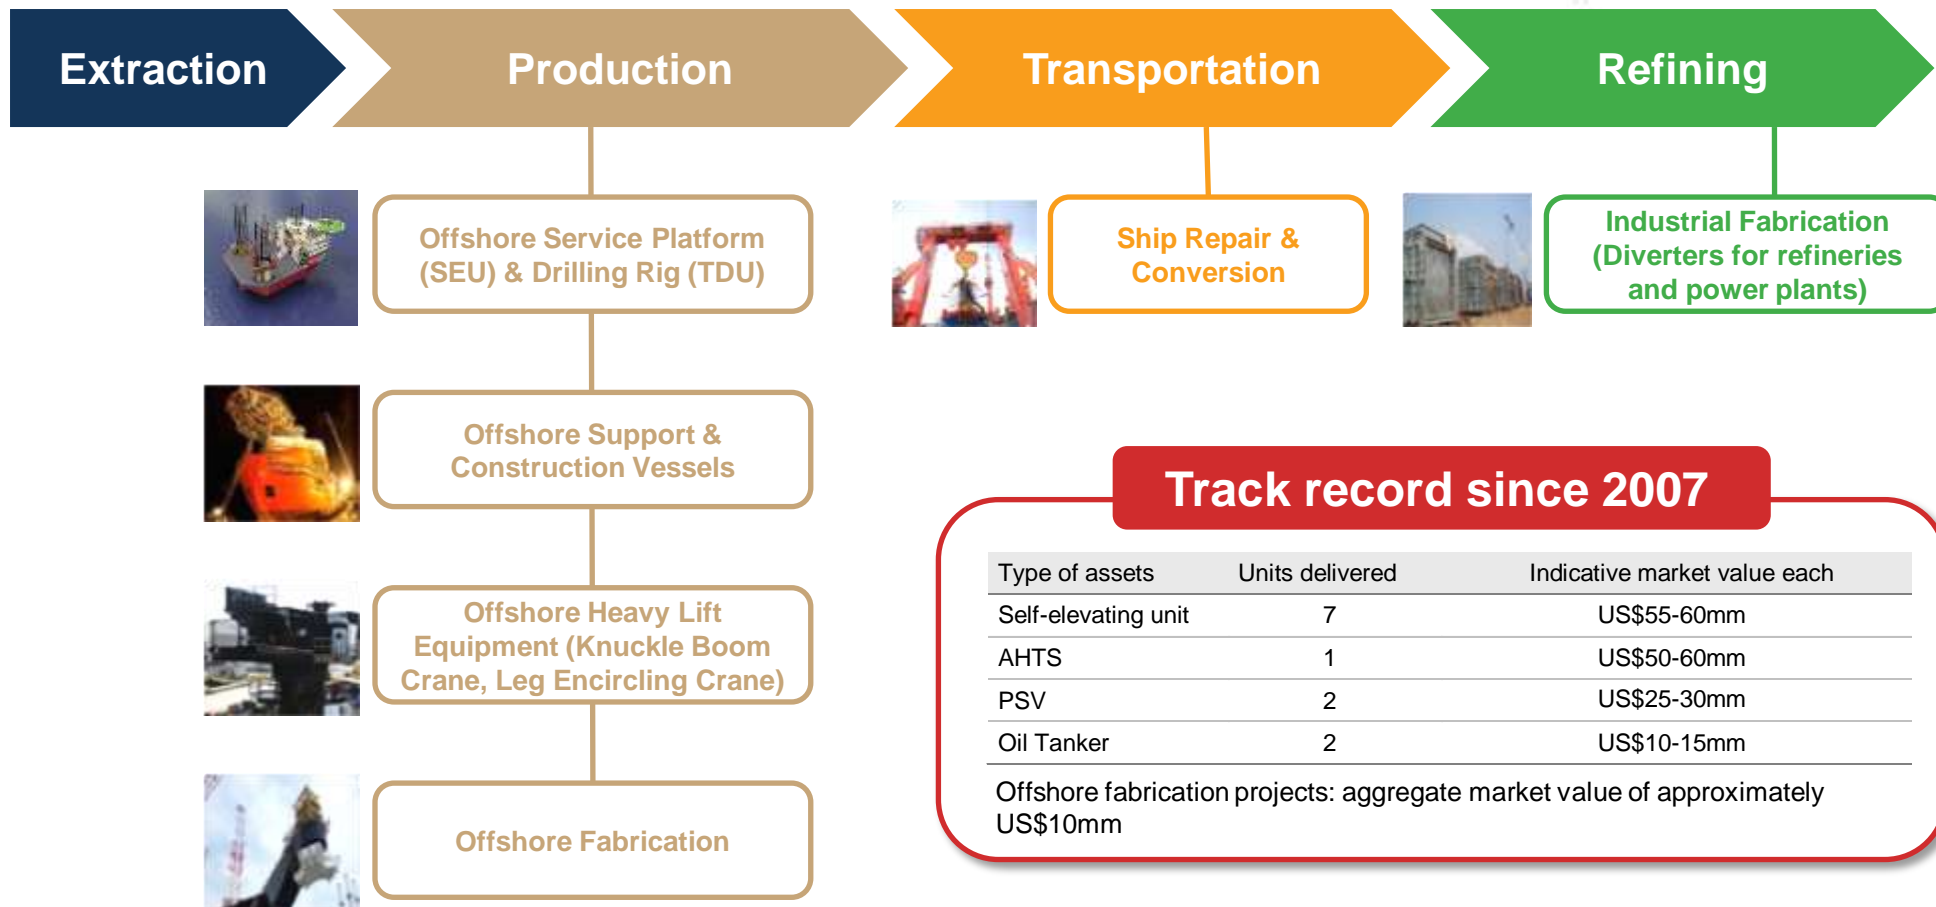 Extraction
Production
Transportation
Refining
Offshore Service Platform
(SEU) & Drilling Rig (TDU)
Offshore Support &
Construction Vessels
Offshore Heavy Lift
Equipment (Knuckle Boom
Crane, Leg Encircling Crane)
Offshore Fabrication
Ship Repair &
Conversion
Industrial Fabrication
(Diverters for refineries
and power plants)
Track record since 2007
Type of assets Units delivered Indicative market value each
Self-elevating unit 7 US$55-60mm
AHTS 1 US$50-60mm
PSV 2 US$25-30mm
Oil Tanker 2 US$10-15mm
Offshore fabrication projects: aggregate market value of approximately
US$10mm